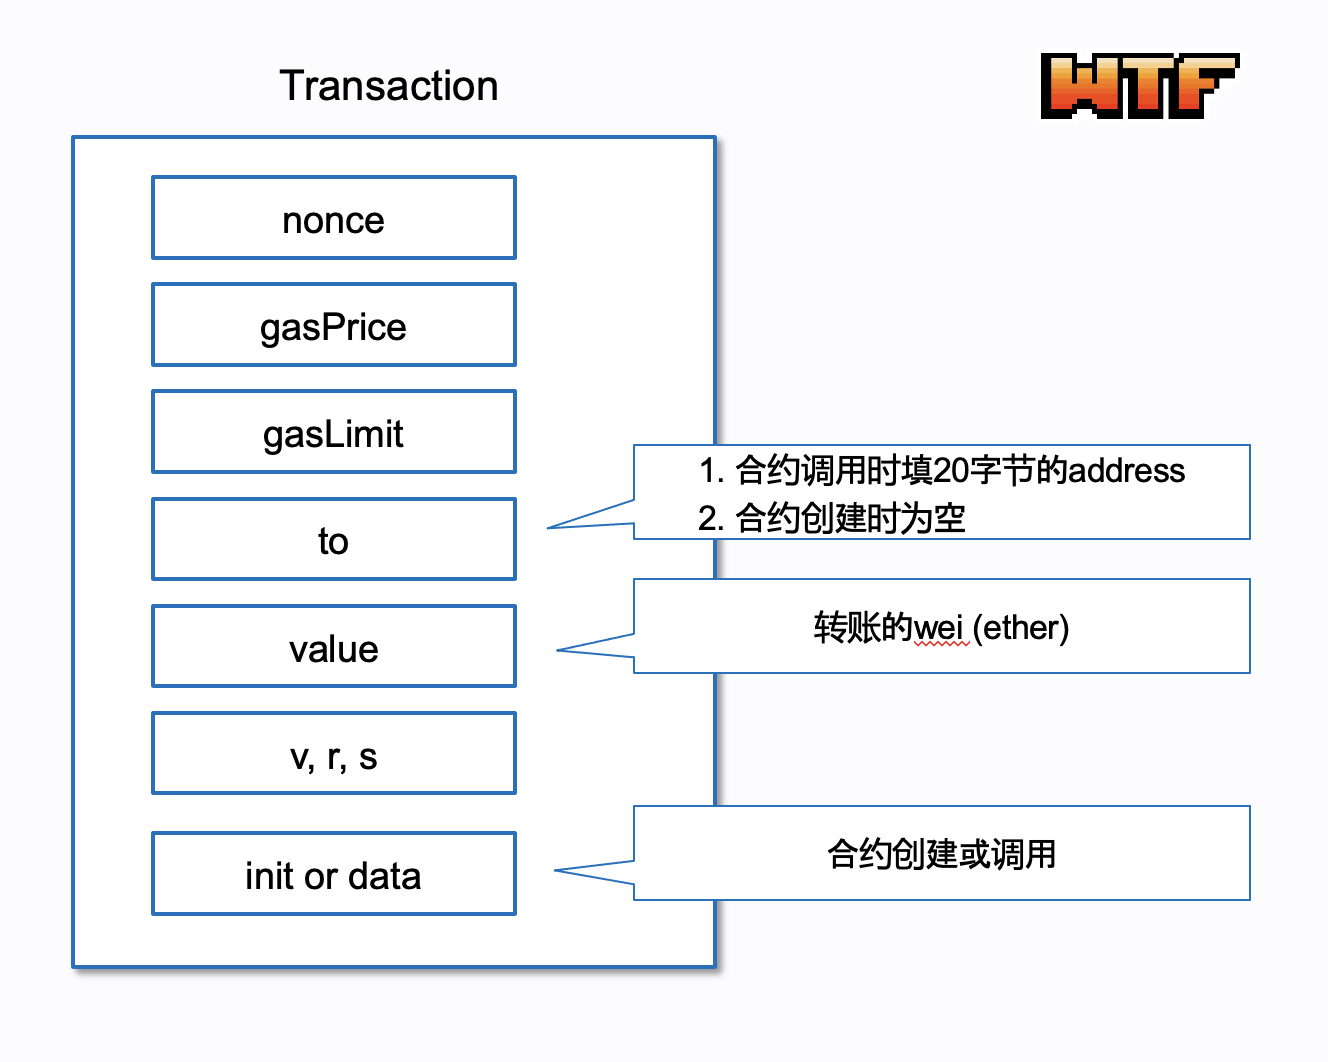 Transaction
WTF
nonce
gasPrice
gasLimit
to
1. 合约调用时填20字节的address
2. 合约创建时为空
value
转账的wei (ether)
v, r, s
init or data
合约创建或调用